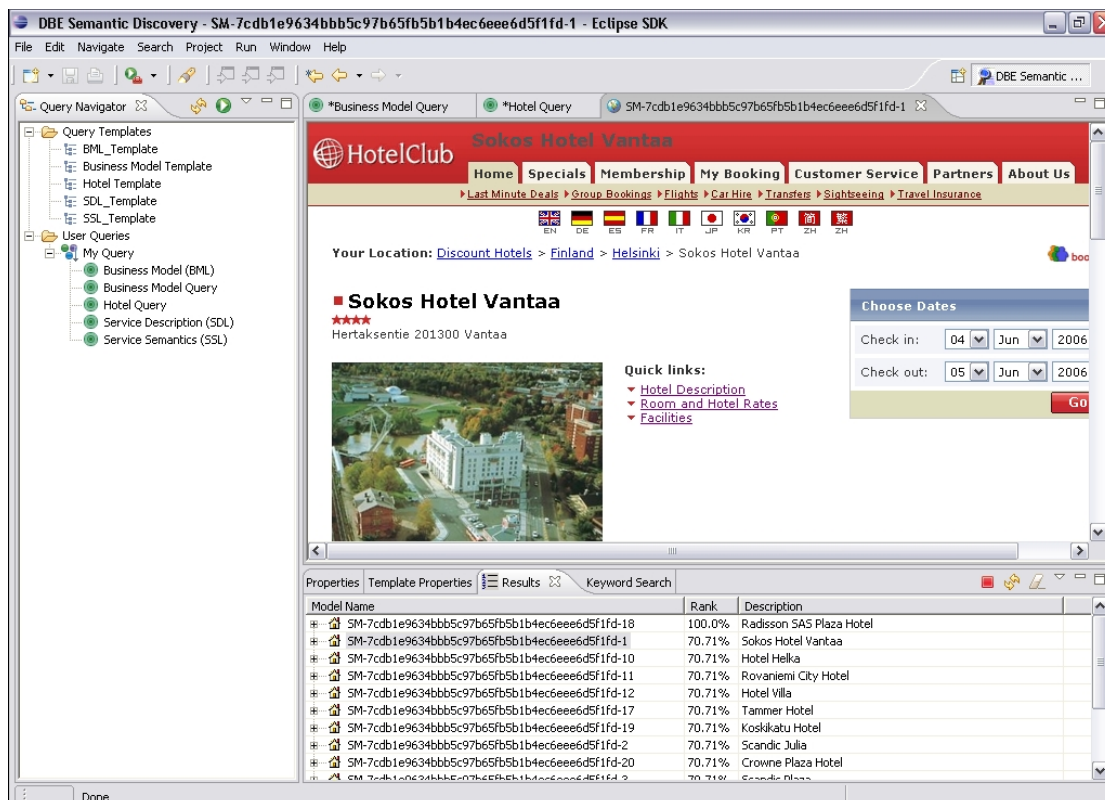 DBE Semantic Discovery - SM-7cdb1e9634bbb5c97b65fb5b1b4ec6eee6d5f1fd-1 - Eclipse SDK
File Edit Navigate Search Project Run Window Help
DBE Semantic ...
Query Navigator
*Business Model Query
*Hotel Query
SM-7cdb1e9634bbb5c97b65fb5b1b4ec6eee6d5f1fd-1
Query Templates
BML_Template
Business Model Template
Hotel Template
SDL_Template
SSL_Template
User Queries
My Query
Business Model (BML)
Business Model Query
Hotel Query
Service Description (SDL)
Service Semantics (SSL)
HotelClub
Sokos Hotel Vantaa
Home Specials Membership My Booking Customer Service Partners About Us
Last Minute Deals Group Bookings Flights Car Hire Transfers Sightseeing Travel Insurance
简 繁
EN DE ES FR IT JP KR PT ZH ZH
Your Location: Discount Hotels > Finland > Helsinki > Sokos Hotel Vantaa
boo
Sokos Hotel Vantaa
Hertaksentie 201300 Vantaa
Quick links:
Hotel Description
Room and Hotel Rates
Facilities
Choose Dates
Check in: 04 Jun 2006
Check out: 05 Jun 2006
Go
Properties Template Properties Results Keyword Search
Model Name Rank Description
SM-7cdb1e9634bbb5c97b65fb5b1b4ec6eee6d5f1fd-18 100.0% Radisson SAS Plaza Hotel
SM-7cdb1e9634bbb5c97b65fb5b1b4ec6eee6d5f1fd-1 70.71% Sokos Hotel Vantaa
SM-7cdb1e9634bbb5c97b65fb5b1b4ec6eee6d5f1fd-10 70.71% Hotel Helka
SM-7cdb1e9634bbb5c97b65fb5b1b4ec6eee6d5f1fd-11 70.71% Rovaniemi City Hotel
SM-7cdb1e9634bbb5c97b65fb5b1b4ec6eee6d5f1fd-12 70.71% Hotel Villa
SM-7cdb1e9634bbb5c97b65fb5b1b4ec6eee6d5f1fd-17 70.71% Tammer Hotel
SM-7cdb1e9634bbb5c97b65fb5b1b4ec6eee6d5f1fd-19 70.71% Koskikatu Hotel
SM-7cdb1e9634bbb5c97b65fb5b1b4ec6eee6d5f1fd-2 70.71% Scandic Julia
SM-7cdb1e9634bbb5c97b65fb5b1b4ec6eee6d5f1fd-20 70.71% Crowne Plaza Hotel
SM-7cdb1e9634bbb5c97b65fb5b1b4ec6eee6d5f1fd-3 70.71% Scandic Plaza
Done